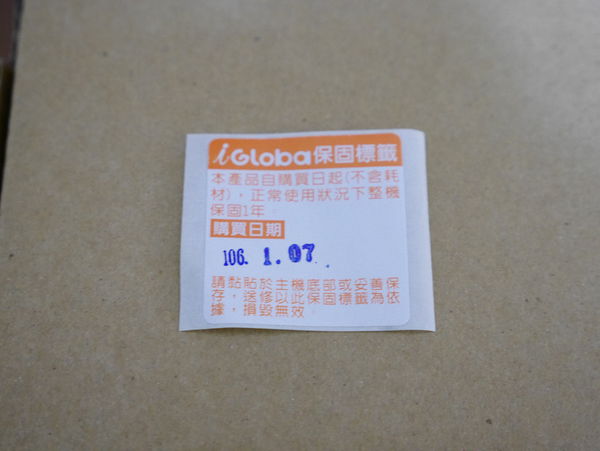 iGloba保固標籤
本產品自購買日起(不含耗
材)，正常使用狀況下整機
保固1年。
購買日期
106. 1.07
請黏貼於主機底部或妥善保
存，送修以此保固標籤為依
據，損毀無效。